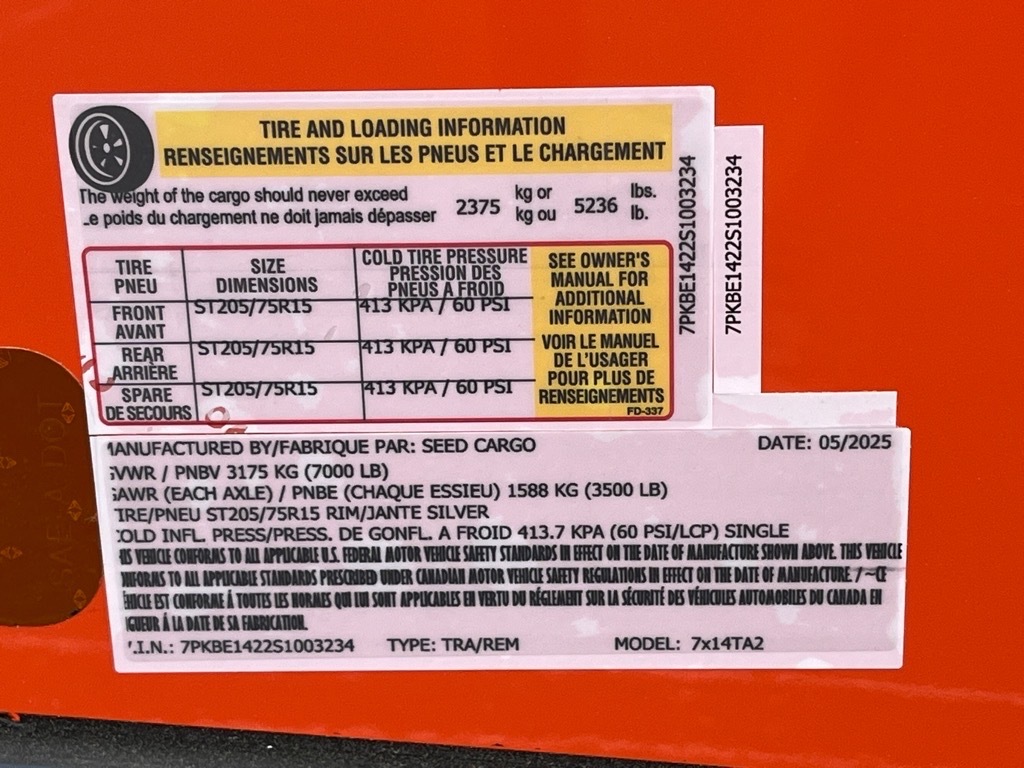 TIRE AND LOADING INFORMATION
RENSEIGNEMENTS SUR LES PNEUS ET LE CHARGEMENT
The weight of the cargo should never exceed 2375 kg or 5236 lbs.
Le poids du chargement ne doit jamais dépasser kg ou lb.
TIRE PNEU
SIZE DIMENSIONS
COLD TIRE PRESSURE PRESSION DES PNEUS A FROID
FRONT AVANT ST205/75R15 413 KPA / 60 PSI
REAR ARRIÈRE ST205/75R15 413 KPA / 60 PSI
SPARE DE SECOURS ST205/75R15 413 KPA / 60 PSI
SEE OWNER'S
MANUAL FOR
ADDITIONAL
INFORMATION
VOIR LE MANUEL
DE L'USAGER
POUR PLUS DE
RENSEIGNEMENTS
FD-337
7PKBE1422S1003234
7PKBE1422S1003234
MANUFACTURED BY/FABRIQUE PAR: SEED CARGO DATE: 05/2025
GVWR / PNBV 3175 KG (7000 LB)
GAWR (EACH AXLE) / PNBE (CHAQUE ESSIEU) 1588 KG (3500 LB)
TIRE/PNEU ST205/75R15 RIM/JANTE SILVER
COLD INFL. PRESS/PRESS. DE GONFL. A FROID 413.7 KPA (60 PSI/LCP) SINGLE
THIS VEHICLE CONFORMS TO ALL APPLICABLE U.S. FEDERAL MOTOR VEHICLE SAFETY STANDARDS IN EFFECT ON THE DATE OF MANUFACTURE SHOWN ABOVE. THIS VEHICLE
CONFORMS TO ALL APPLICABLE STANDARDS PRESCRIBED UNDER CANADIAN MOTOR VEHICLE SAFETY REGULATIONS IN EFFECT ON THE DATE OF MANUFACTURE. / ~CE
VÉHICLE EST CONFORME Á TOUTES LES NORMES QUI LUI SONT APPLICABLES EN VERTU DU RÉGLEMENT SUR LA SÉCURITÉ DES VÉHICULES AUTOMOBILES DU CANADA EN
VIGUEUR Á LA DATE DE SA FABRICATION.
V.I.N.: 7PKBE1422S1003234 TYPE: TRA/REM MODEL: 7x14TA2